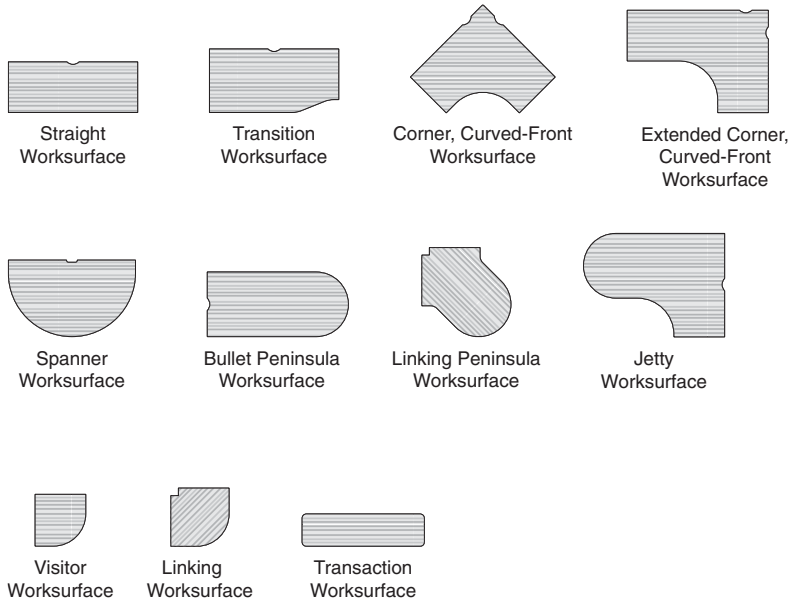 Straight
Worksurface
Transition
Worksurface
Corner, Curved-Front
Worksurface
Extended Corner,
Curved-Front
Worksurface
Spanner
Worksurface
Bullet Peninsula
Worksurface
Linking Peninsula
Worksurface
Jetty
Worksurface
Visitor
Worksurface
Linking
Worksurface
Transaction
Worksurface